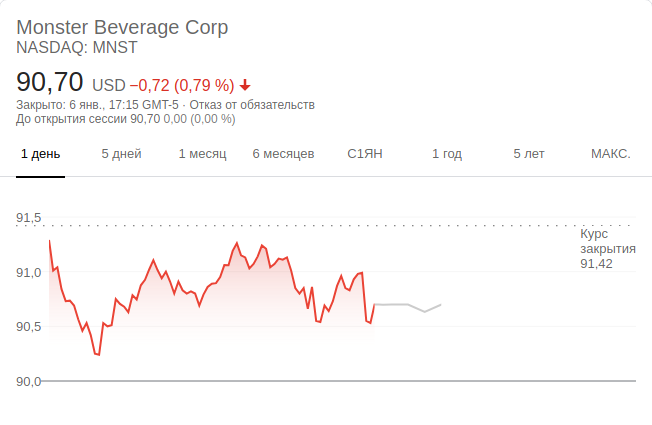 Monster Beverage Corp
NASDAQ: MNST
90,70 USD −0,72 (0,79 %)
Закрыто: 6 янв., 17:15 GMT-5 · Отказ от обязательств
До открытия сессии 90,70 0,00 (0,00 %)
1 день 5 дней 1 месяц 6 месяцев С1ЯН 1 год 5 лет МАКС.
91,5
Курс
закрытия
91,42
91,0
90,5
90,0